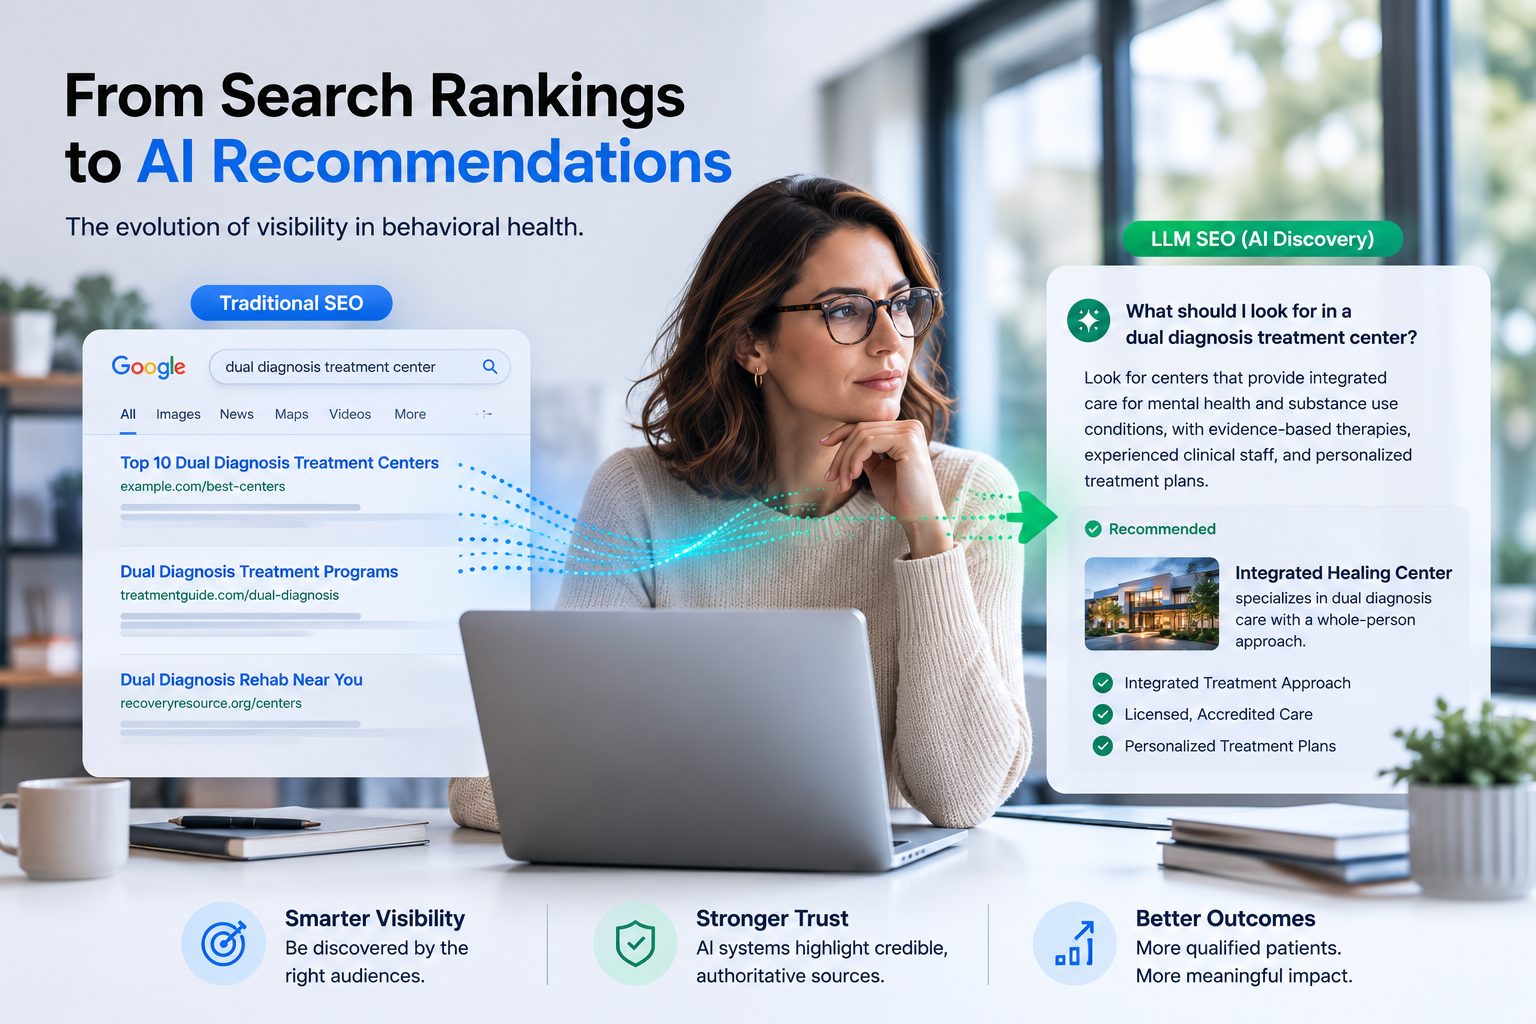 From Search Rankings
to AI Recommendations
The evolution of visibility in behavioral health.
Traditional SEO
Google
dual diagnosis treatment center
All Images News Maps Videos More
Top 10 Dual Diagnosis Treatment Centers
example.com/best-centers
Dual Diagnosis Treatment Programs
treatmentguide.com/dual-diagnosis
Dual Diagnosis Rehab Near You
recoveryresource.org/centers
LLM SEO (AI Discovery)
What should I look for in a
dual diagnosis treatment center?
Look for centers that provide integrated
care for mental health and substance use
conditions, with evidence-based therapies,
experienced clinical staff, and personalized
treatment plans.
Recommended
Integrated Healing Center
specializes in dual diagnosis
care with a whole-person
approach.
Integrated Treatment Approach
Licensed, Accredited Care
Personalized Treatment Plans
Smarter Visibility
Be discovered by the
right audiences.
Stronger Trust
AI systems highlight credible,
authoritative sources.
Better Outcomes
More qualified patients.
More meaningful impact.